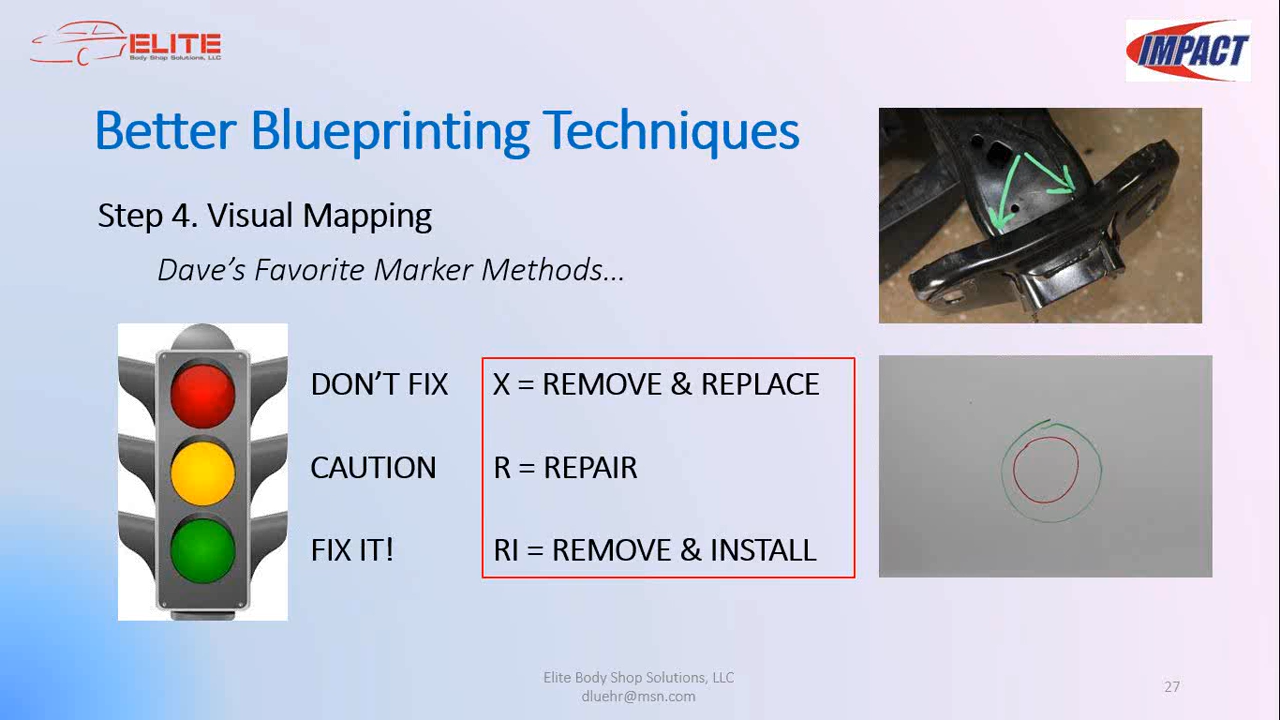 ELITE
Body Shop Solutions, LLC
IMPACT
Better Blueprinting Techniques
Step 4. Visual Mapping
Dave’s Favorite Marker Methods…
DON’T FIX
X = REMOVE & REPLACE
CAUTION
R = REPAIR
FIX IT!
RI = REMOVE & INSTALL
Elite Body Shop Solutions, LLC
dluehr@msn.com
27